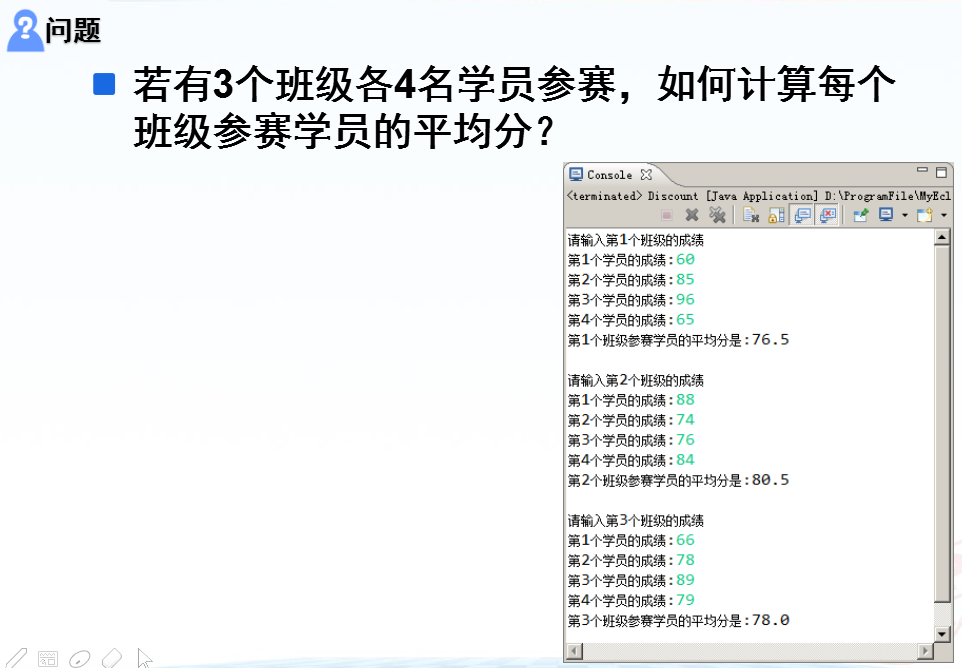 问题
若有3个班级各4名学员参赛，如何计算每个
班级参赛学员的平均分？
Console
<terminated> Discount [Java Application] D:\ProgramFile\MyEcl
请输入第1个班级的成绩
第1个学员的成绩:60
第2个学员的成绩:85
第3个学员的成绩:96
第4个学员的成绩:65
第1个班级参赛学员的平均分是:76.5
请输入第2个班级的成绩
第1个学员的成绩:88
第2个学员的成绩:74
第3个学员的成绩:76
第4个学员的成绩:84
第2个班级参赛学员的平均分是:80.5
请输入第3个班级的成绩
第1个学员的成绩:66
第2个学员的成绩:78
第3个学员的成绩:89
第4个学员的成绩:79
第3个班级参赛学员的平均分是:78.0